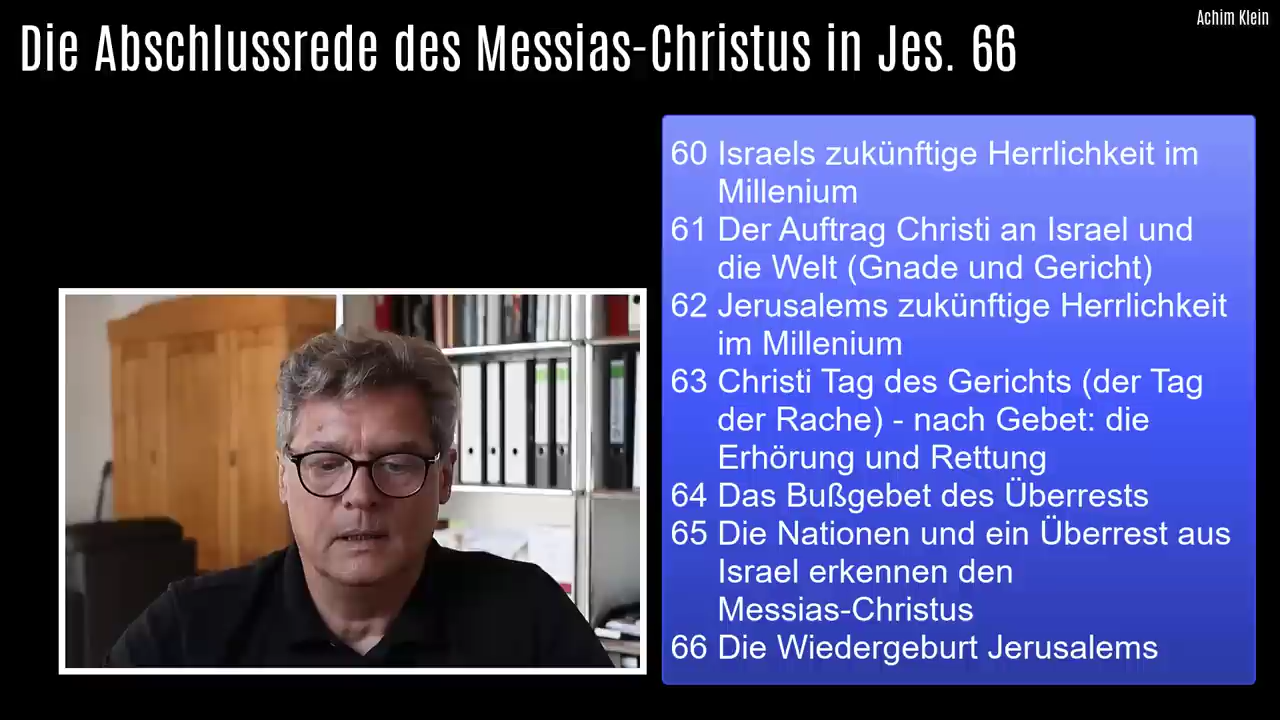 Achim Klein
Die Abschlussrede des Messias-Christus in Jes. 66
60 Israels zukünftige Herrlichkeit im
Millenium
61 Der Auftrag Christi an Israel und
die Welt (Gnade und Gericht)
62 Jerusalems zukünftige Herrlichkeit
im Millenium
63 Christi Tag des Gerichts (der Tag
der Rache) - nach Gebet: die
Erhörung und Rettung
64 Das Bußgebet des Überrests
65 Die Nationen und ein Überrest aus
Israel erkennen den
Messias-Christus
66 Die Wiedergeburt Jerusalems